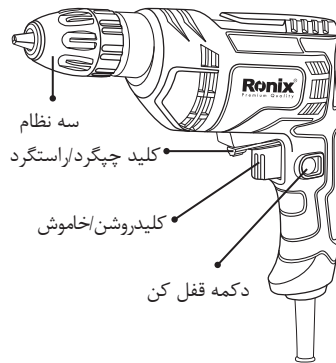 Ronix®
Premium Quality
سه نظام
کلید چپگرد/راستگرد
کلیدروشن/خاموش
دکمه قفل کن